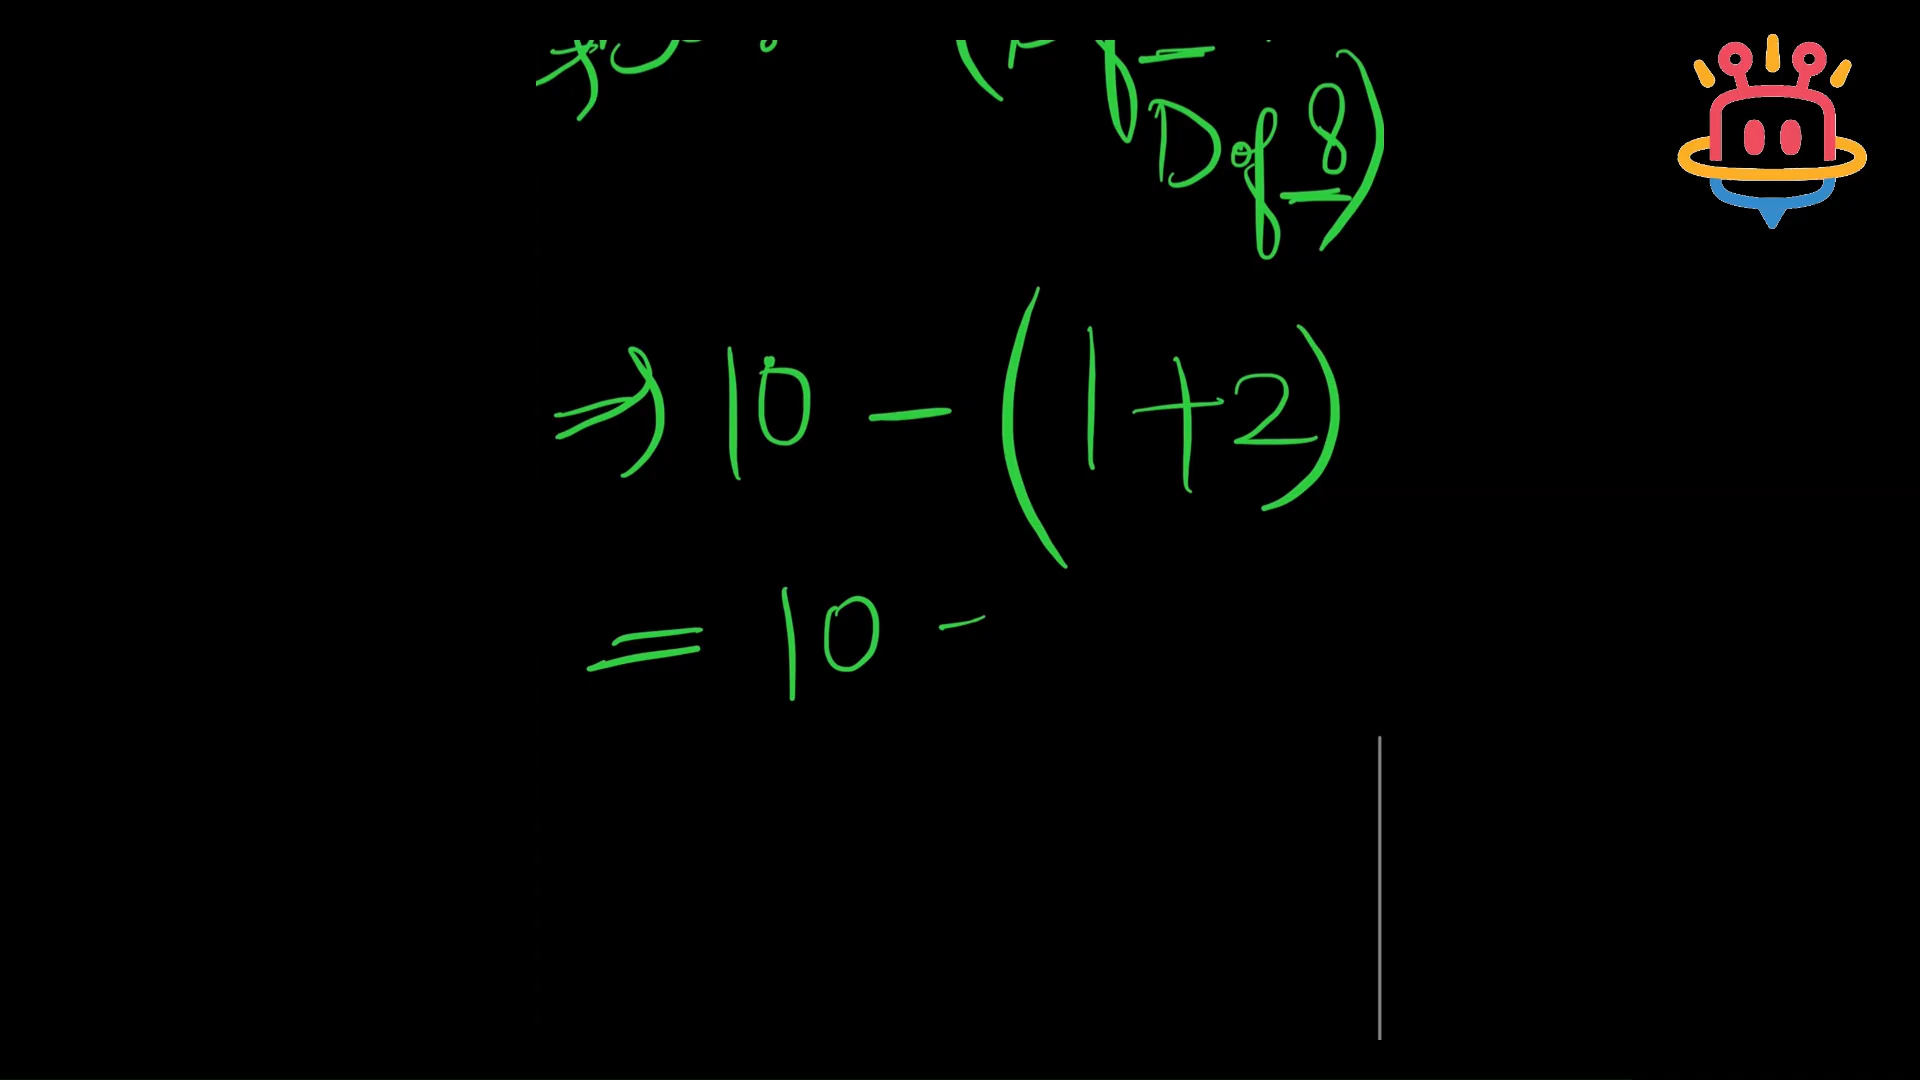 D of 8)
⇒ 10 - (1+2)
= 10 -